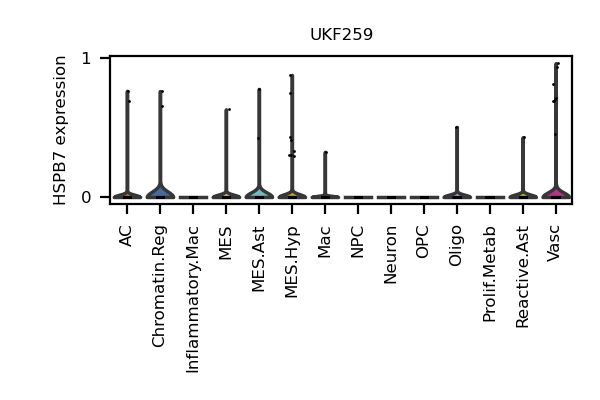 UKF259
HSPB7 expression
1
0
AC
Chromatin.Reg
Inflammatory.Mac
MES
MES.Ast
MES.Hyp
Mac
NPC
Neuron
OPC
Oligo
Prolif.Metab
Reactive.Ast
Vasc